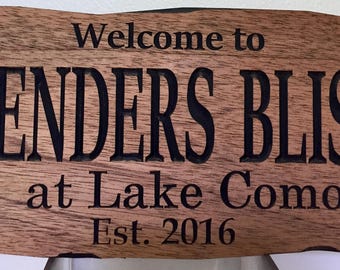 Welcome to
ENDERS BLIS
at Lake Como
Est. 2016